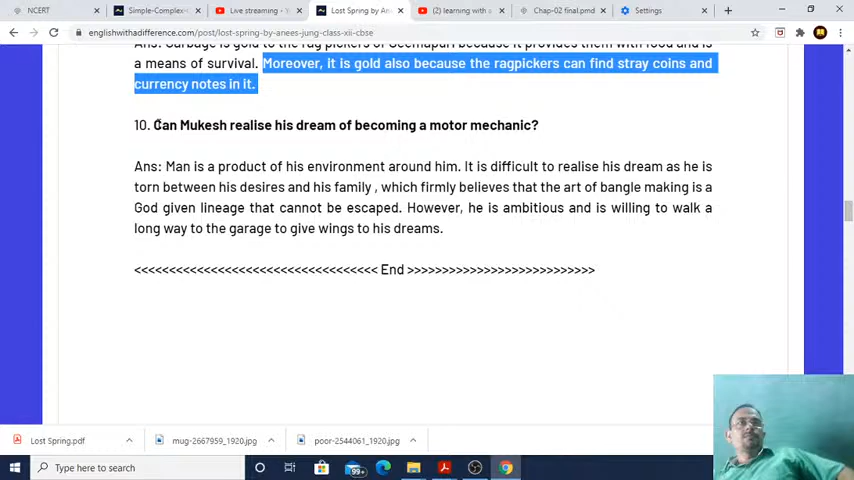 NCERT
Simple-Complex-
Live streaming - Y
Lost Spring by An
(2) learning with a
Chap-02 final.pmd
Settings
englishwithadifference.com/post/lost-spring-by-anees-jung-class-xii-cbse
Ans: Garbage is gold to the rag pickers of Seemapuri because it provides them with food and is
a means of survival. Moreover, it is gold also because the ragpickers can find stray coins and
currency notes in it.
10. Can Mukesh realise his dream of becoming a motor mechanic?
Ans: Man is a product of his environment around him. It is difficult to realise his dream as he is
torn between his desires and his family , which firmly believes that the art of bangle making is a
God given lineage that cannot be escaped. However, he is ambitious and is willing to walk a
long way to the garage to give wings to his dreams.
<<<<<<<<<<<<<<<<<<<<<<<<<<<<<<<<<<< End >>>>>>>>>>>>>>>>>>>>>>>>>>>
Lost Spring.pdf
mug-2667959_1920.jpg
poor-2544061_1920.jpg
Type here to search
99+